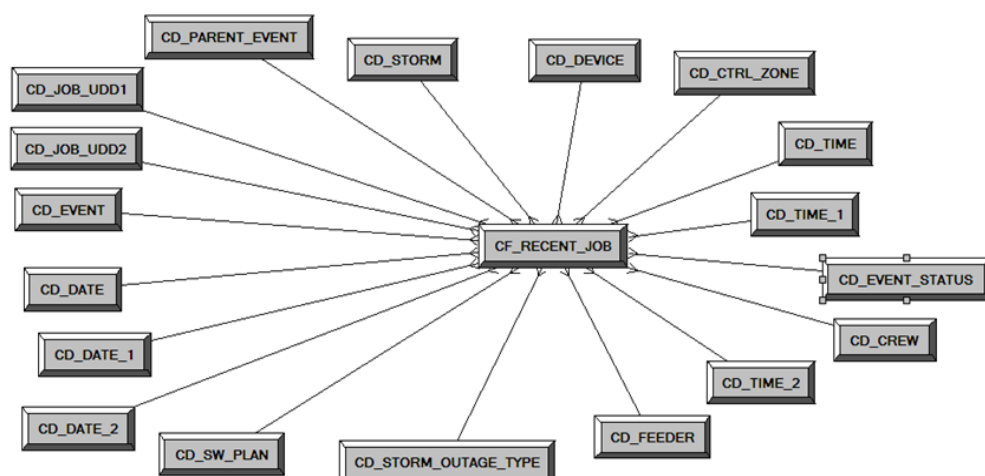 CD_PARENT_EVENT
CD_STORM
CD_DEVICE
CD_CTRL_ZONE
CD_JOB_UDD1
CD_JOB_UDD2
CD_TIME
CD_EVENT
CD_TIME_1
CF_RECENT_JOB
CD_DATE
CD_EVENT_STATUS
CD_DATE_1
CD_CREW
CD_TIME_2
CD_DATE_2
CD_SW_PLAN
CD_FEEDER
CD_STORM_OUTAGE_TYPE